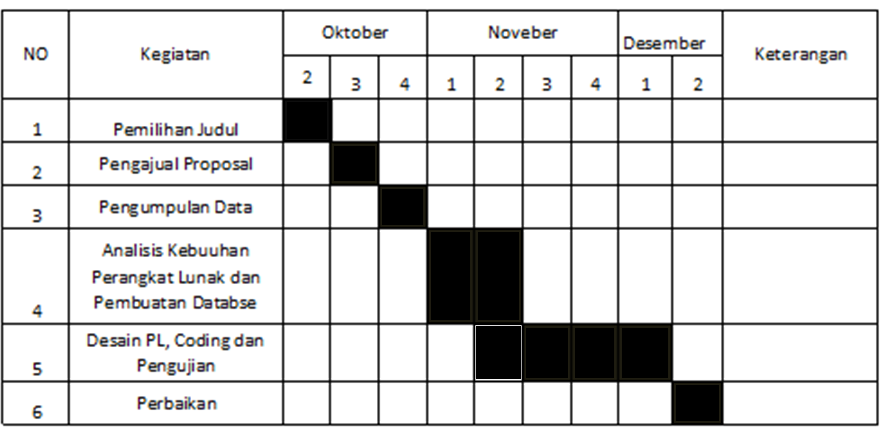 NO Kegiatan Oktober Noveber Desember Keterangan
2 3 4 1 2 3 4 1 2
1 Pemilihan Judul
2 Pengajual Proposal
3 Pengumpulan Data
Analisis Kebuuhan
Perangkat Lunak dan
4 Pembuatan Databse
Desain PL, Coding dan
5 Pengujian
6 Perbaikan